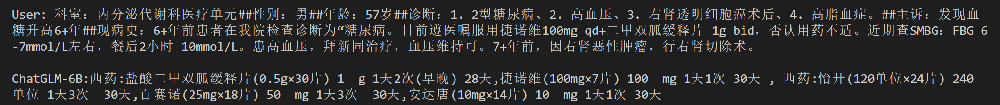 User: 科室: 内分泌代谢科医疗单元##性别: 男##年龄: 57岁##诊断: 1. 2型糖尿病、2. 高血压、3. 右肾透明细胞癌术后、4. 高脂血症。##主诉: 发现血
糖升高6+年##现病史: 6+年前患者在我院检查诊断为“糖尿病。目前遵医嘱服用捷诺维100mg qd+二甲双胍缓释片 1g bid，否认用药不适。近期查SMBG: FBG 6
-7mmol/L左右，餐后2小时 10mmol/L。患高血压，拜新同治疗，血压维持可。7+年前，因右肾恶性肿瘤，行右肾切除术。
ChatGLM-6B:西药:盐酸二甲双胍缓释片(0.5g×30片) 1  g 1天2次(早晚) 28天,捷诺维(100mg×7片) 100  mg 1天1次 30天 , 西药:怡开(120单位×24片) 240
单位 1天3次  30天,百赛诺(25mg×18片) 50  mg 1天3次  30天,安达唐(10mg×14片) 10  mg 1天1次 30天